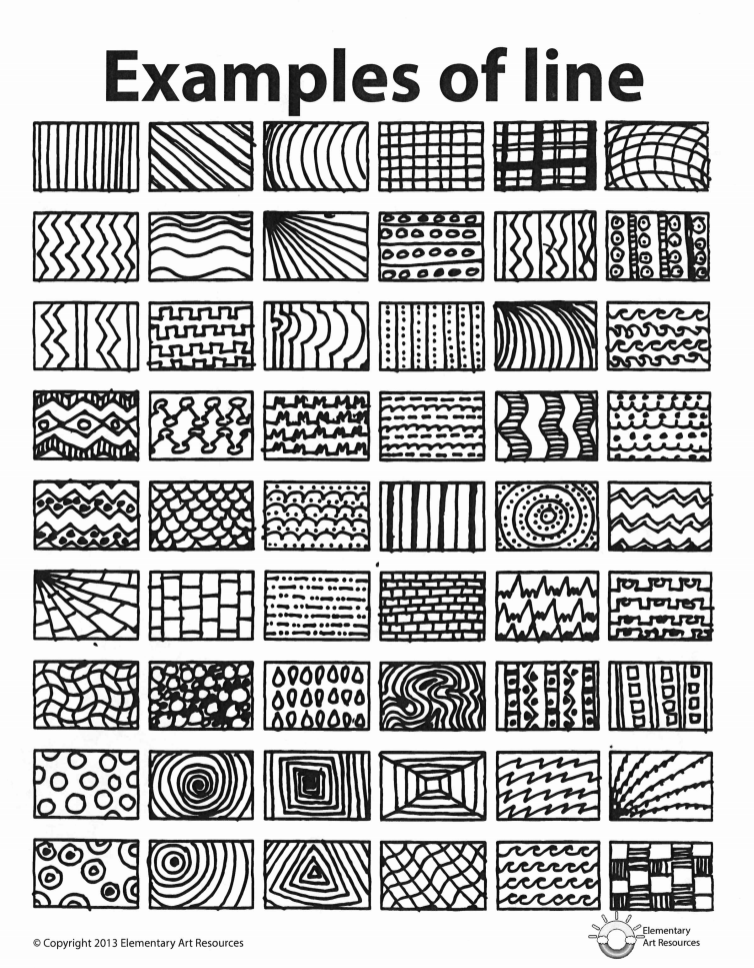 Examples of line
© Copyright 2013 Elementary Art Resources
Elementary
Art Resources